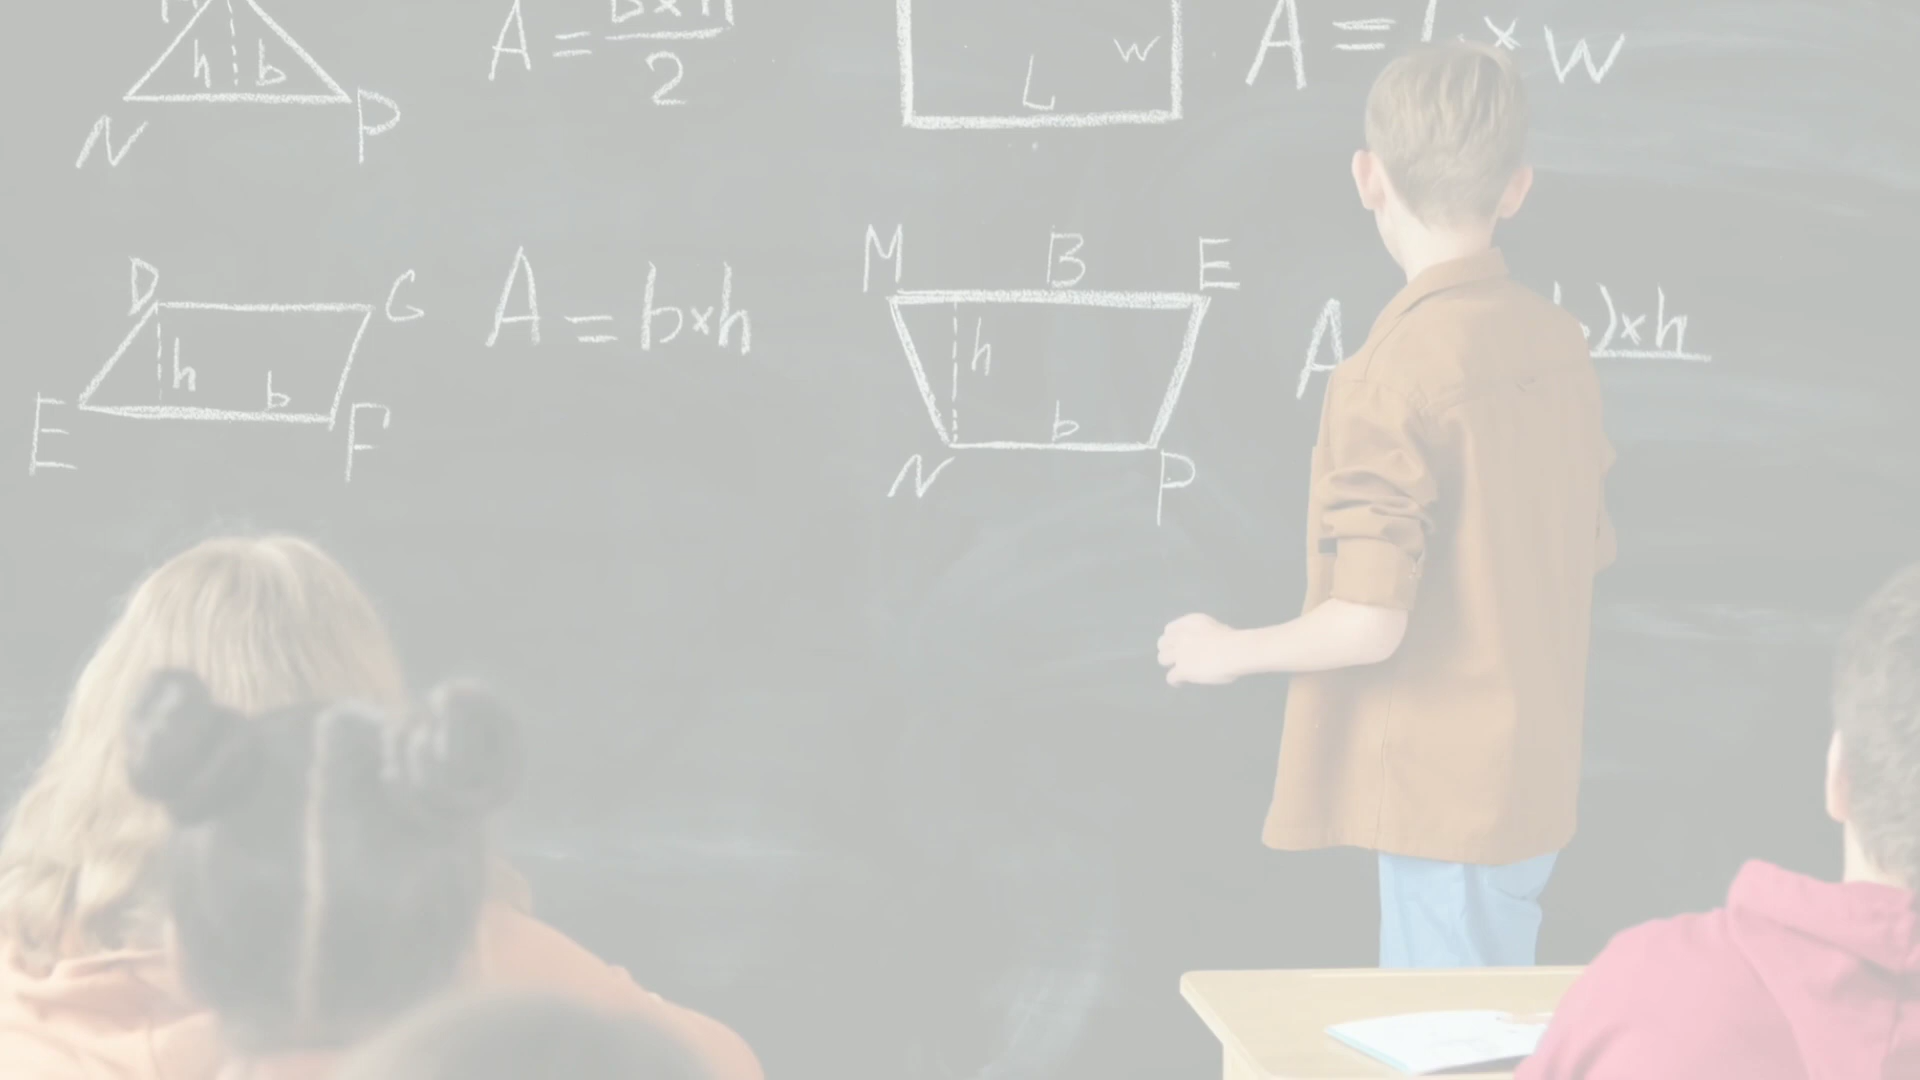 h b
N P
A = b×h
2
L w
A = L × w
D G
E F
h b
A = b×h
M B E
h
b
N P
A
)×h